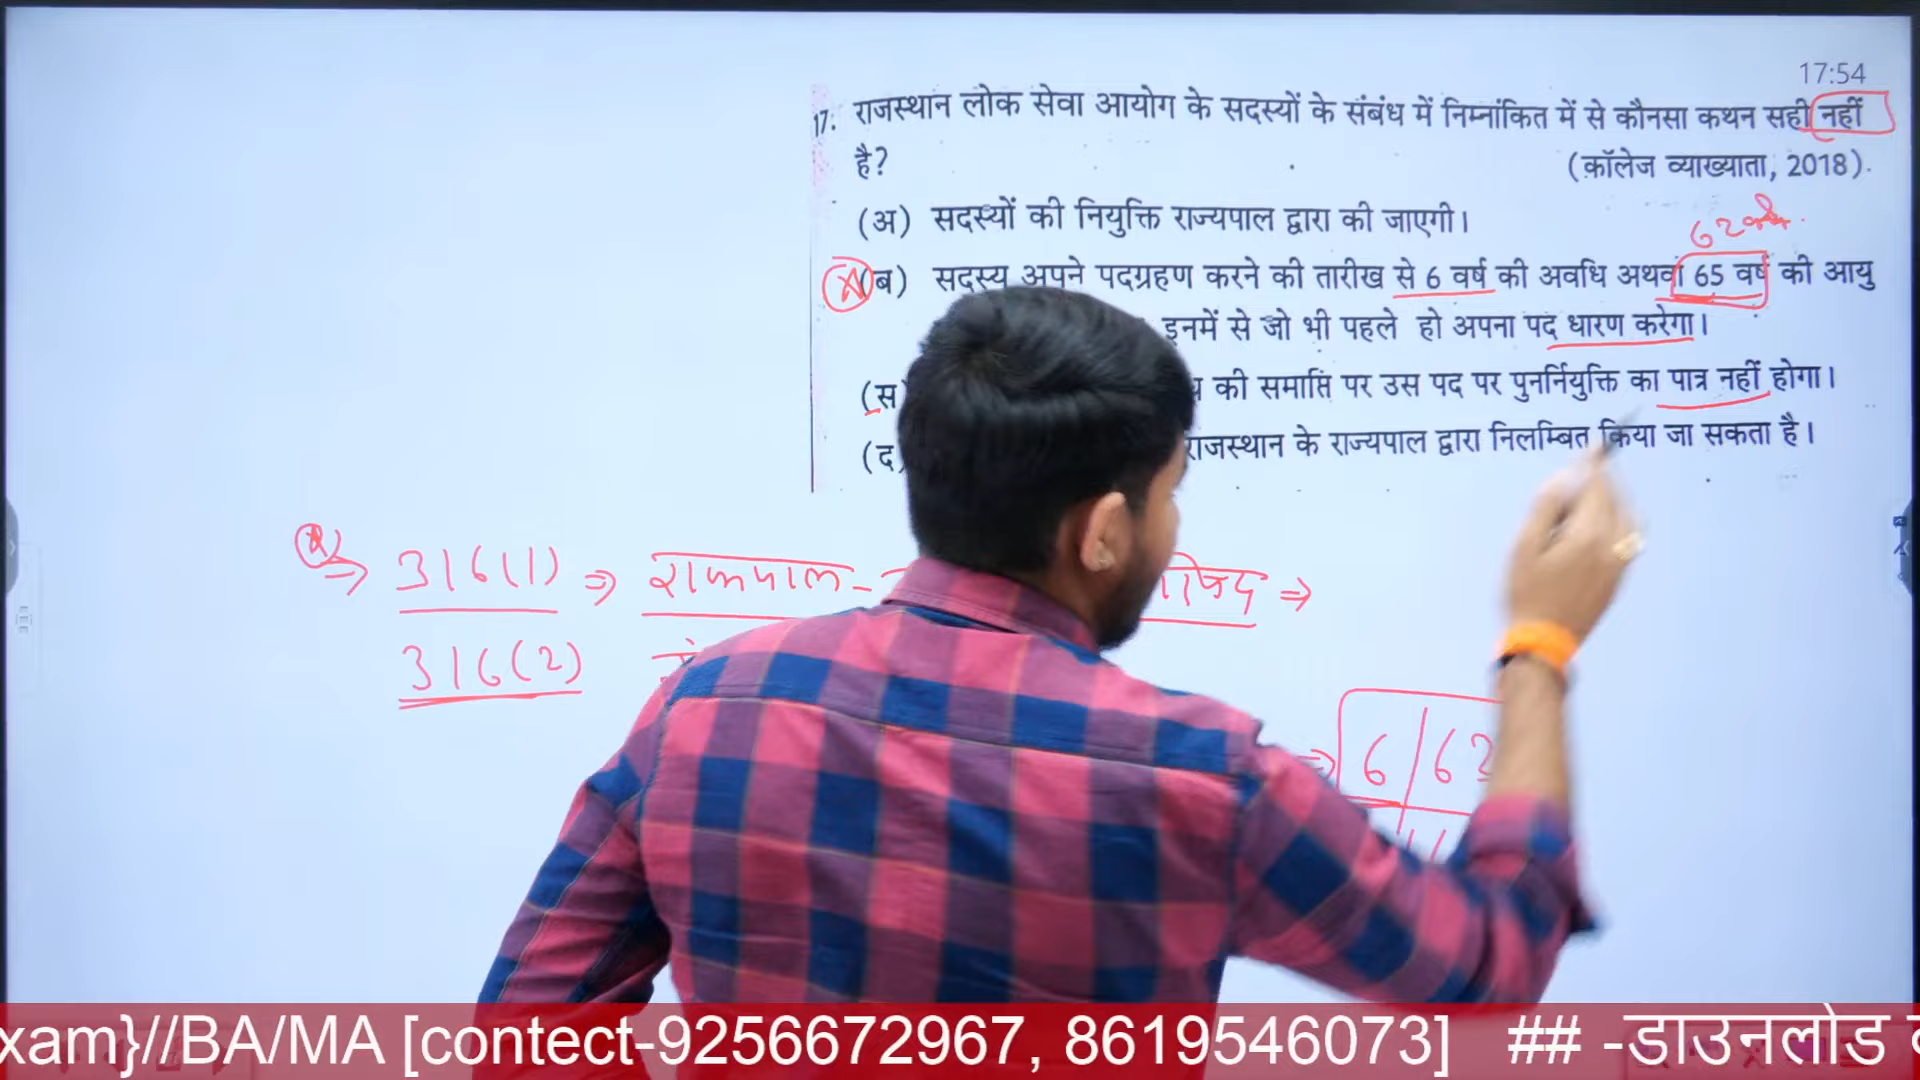 17:54
17. राजस्थान लोक सेवा आयोग के सदस्यों के संबंध में निम्नांकित में से कौनसा कथन सही नहीं
है? (कॉलेज व्याख्याता, 2018).
(अ) सदस्यों की नियुक्ति राज्यपाल द्वारा की जाएगी।
62 वर्ष
(ब) सदस्य अपने पदग्रहण करने की तारीख से 6 वर्ष की अवधि अथवा 65 वर्ष की आयु
इनमें से जो भी पहले हो अपना पद धारण करेगा।
(स) की समाप्ति पर उस पद पर पुनर्नियुक्ति का पात्र नहीं होगा।
(द) राजस्थान के राज्यपाल द्वारा निलम्बित किया जा सकता है।
⇒ 316(1) ⇒ राज्यपाल - ⇒
316(2)
⇒ 6 | 62
xam}//BA/MA [contect-9256672967, 8619546073] ## -डाउनलोड